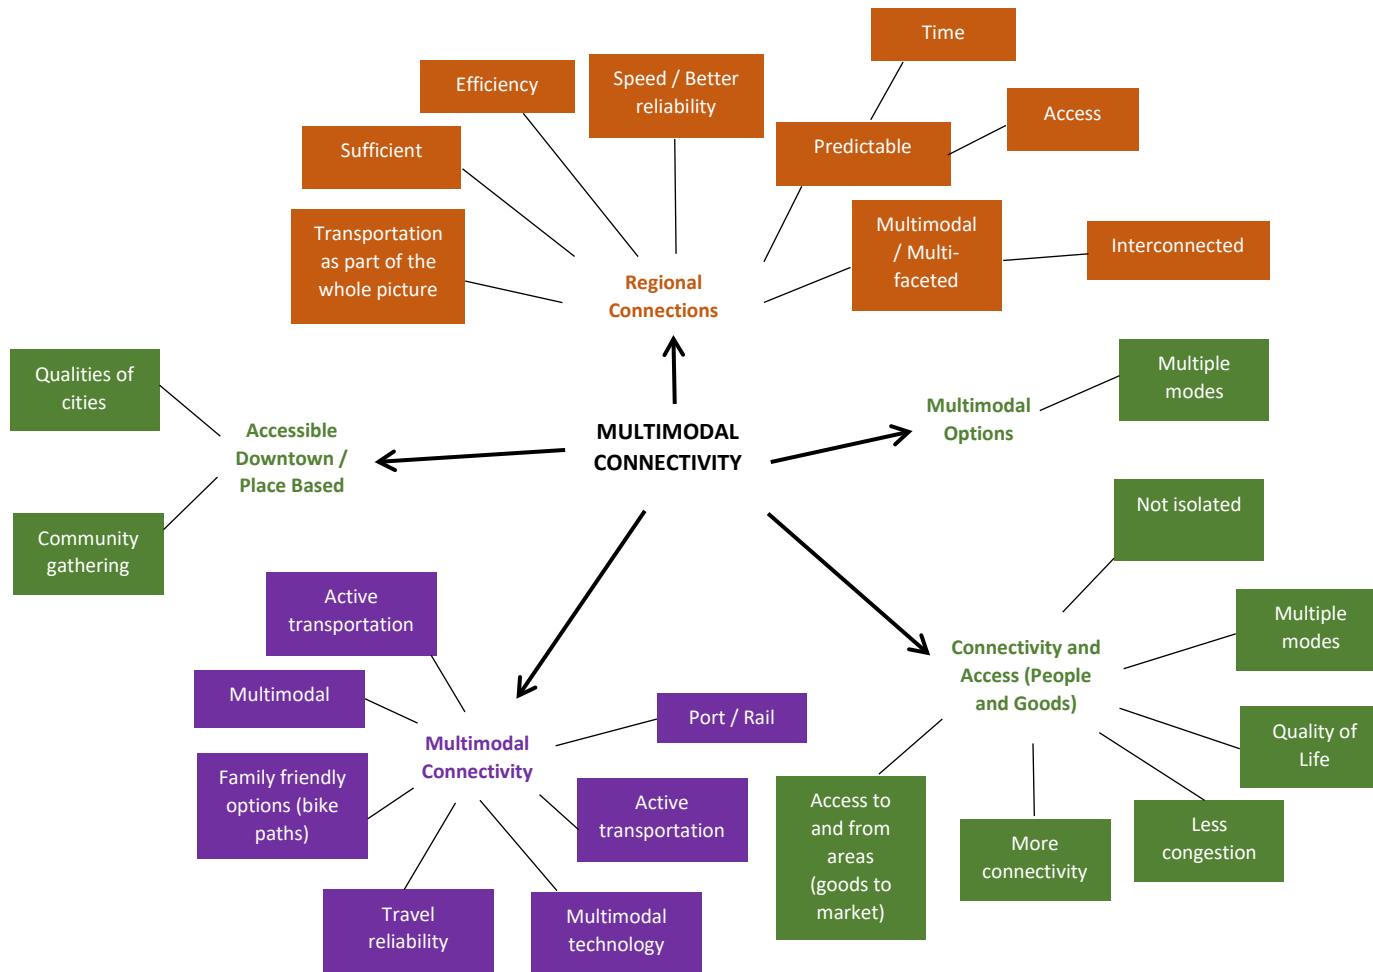 Time
Efficiency
Speed / Better
reliability
Access
Sufficient
Predictable
Transportation
as part of the
whole picture
Multimodal
/ Multi-
faceted
Interconnected
Regional
Connections
Qualities of
cities
Multiple
modes
Accessible
Downtown /
Place Based
MULTIMODAL
CONNECTIVITY
Multimodal
Options
Community
gathering
Not isolated
Active
transportation
Multimodal
Port / Rail
Multimodal
Connectivity
Connectivity and
Access (People
and Goods)
Multiple
modes
Family friendly
options (bike
paths)
Active
transportation
Quality of
Life
Access to
and from
areas
(goods to
market)
More
connectivity
Less
congestion
Travel
reliability
Multimodal
technology